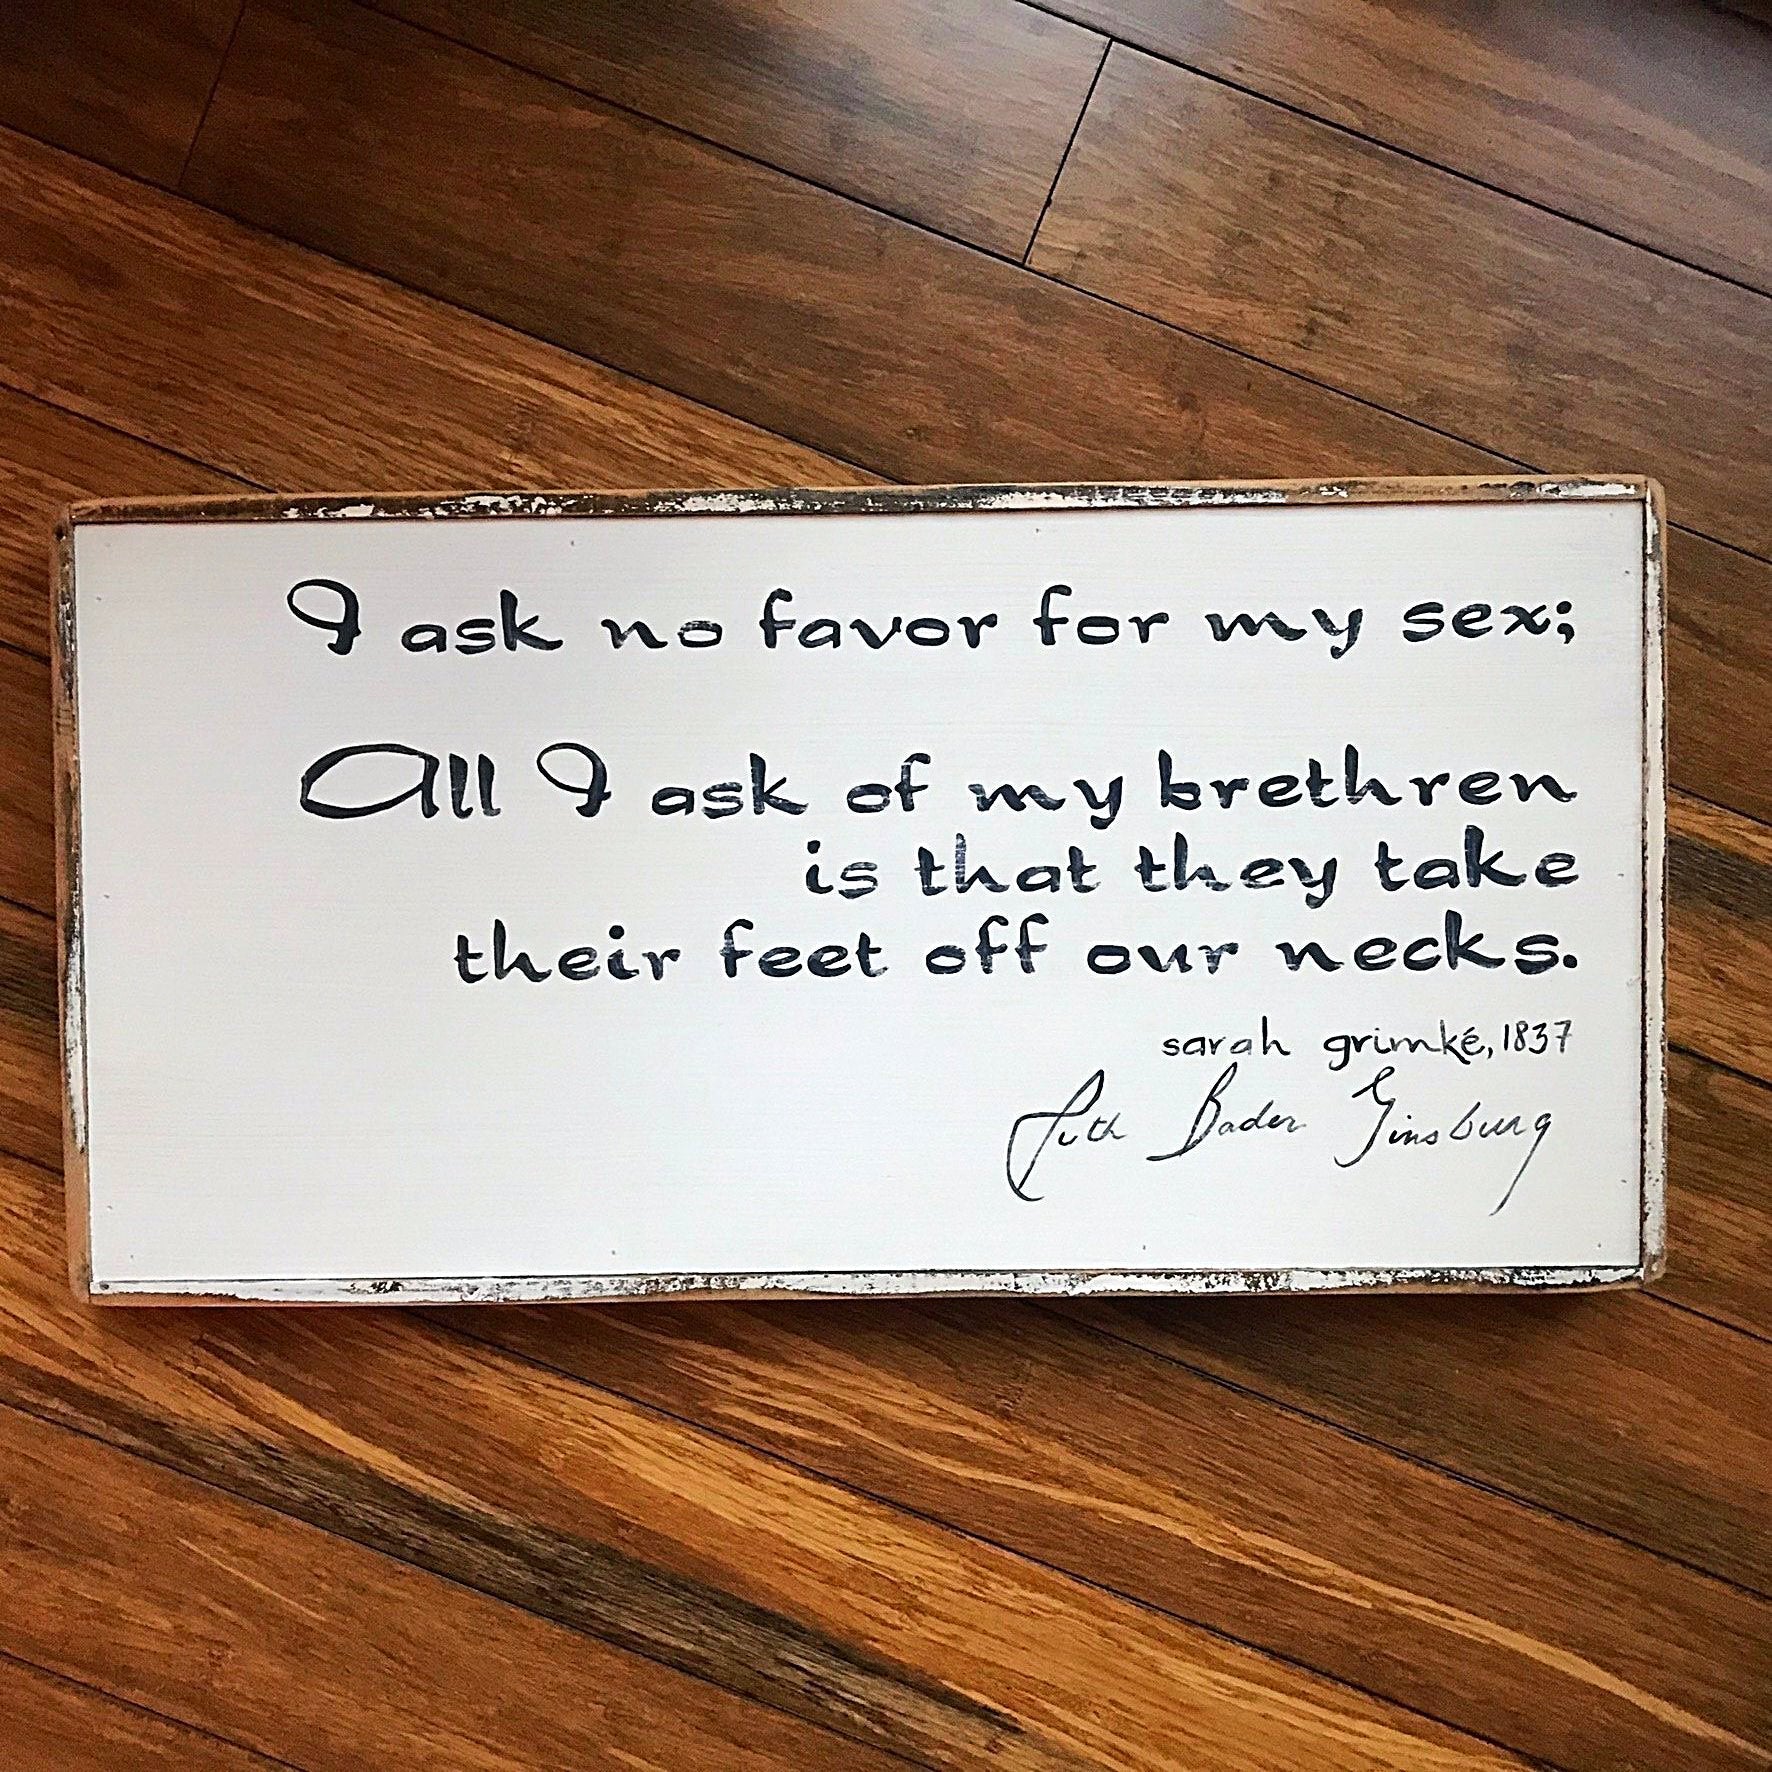 I ask no favor for my sex;
All I ask of my brethren
is that they take
their feet off our necks.
sarah grimké, 1837
Ruth Bader Ginsburg